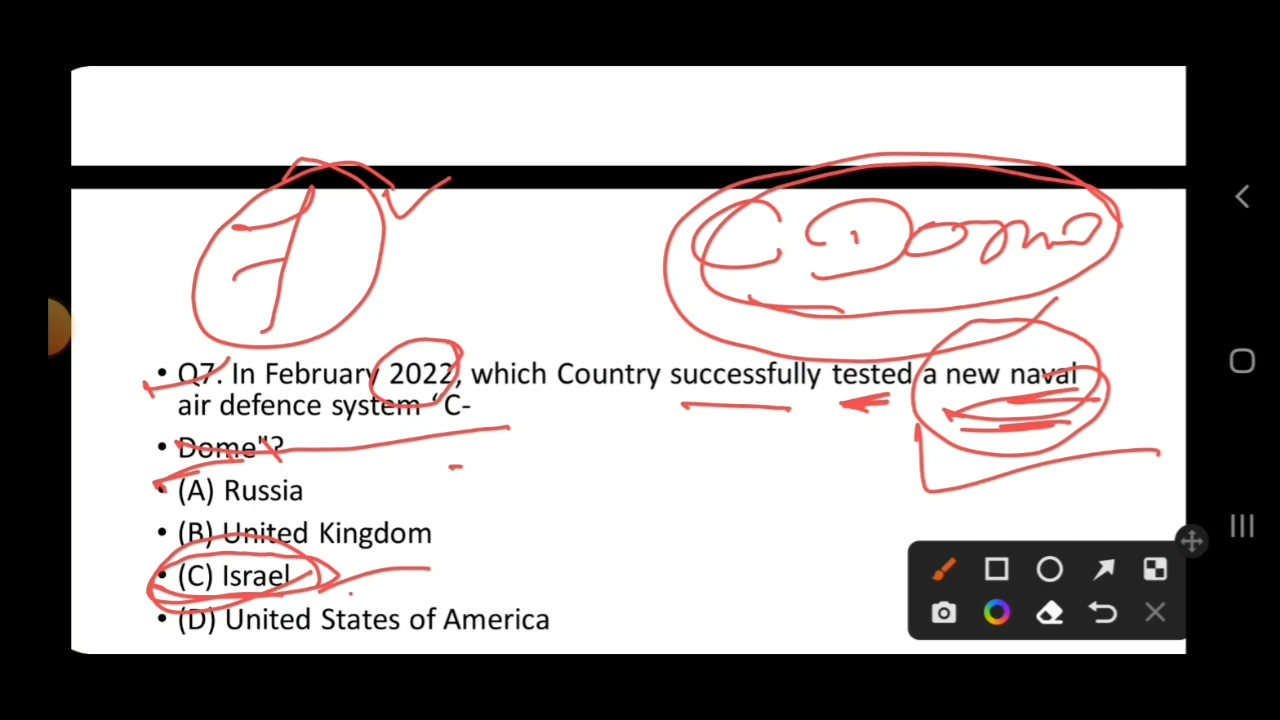 7
C Dome
• Q7. In February 2022, which Country successfully tested a new naval
air defence system “C-
• Dome"?
• (A) Russia
• (B) United Kingdom
• (C) Israel
• (D) United States of America